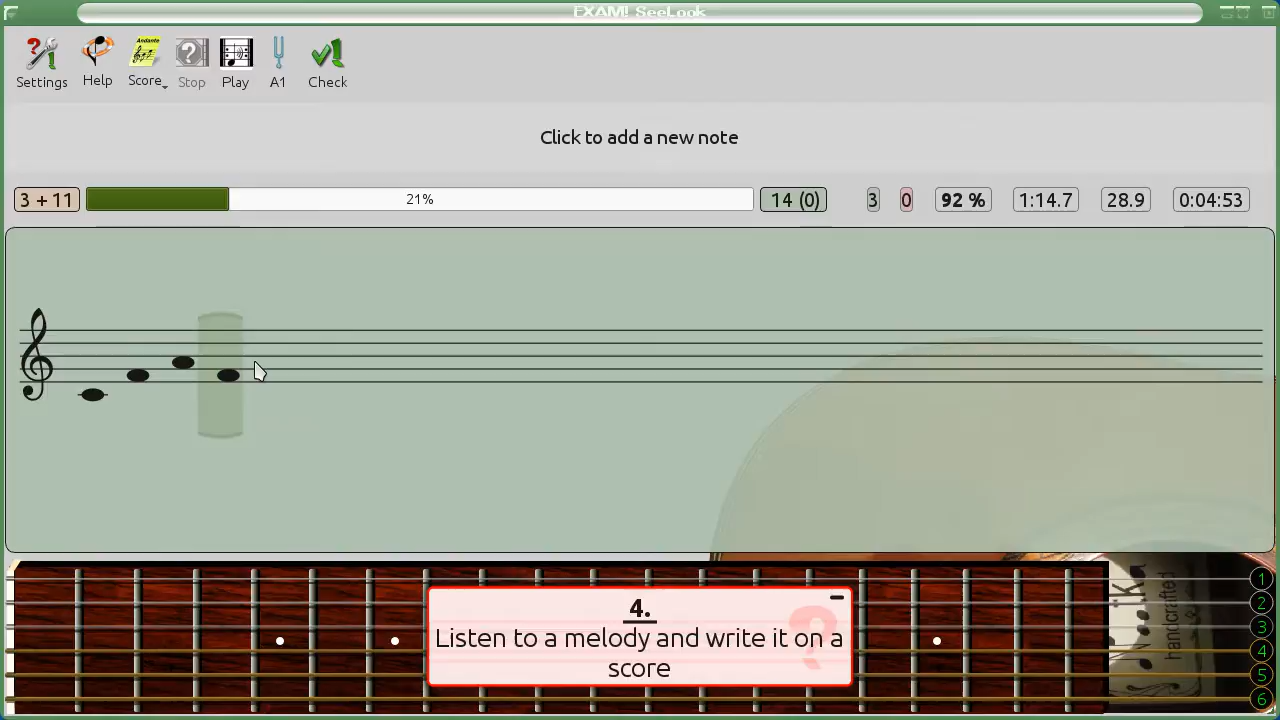 EXAM! SeeLook
Andante
Settings Help Score Stop Play A1 Check
Click to add a new note
3 + 11 21% 14 (0) 3 0 92 % 1:14.7 28.9 0:04:53
4.
Listen to a melody and write it on a
score
handcrafted
1
2
3
4
5
6